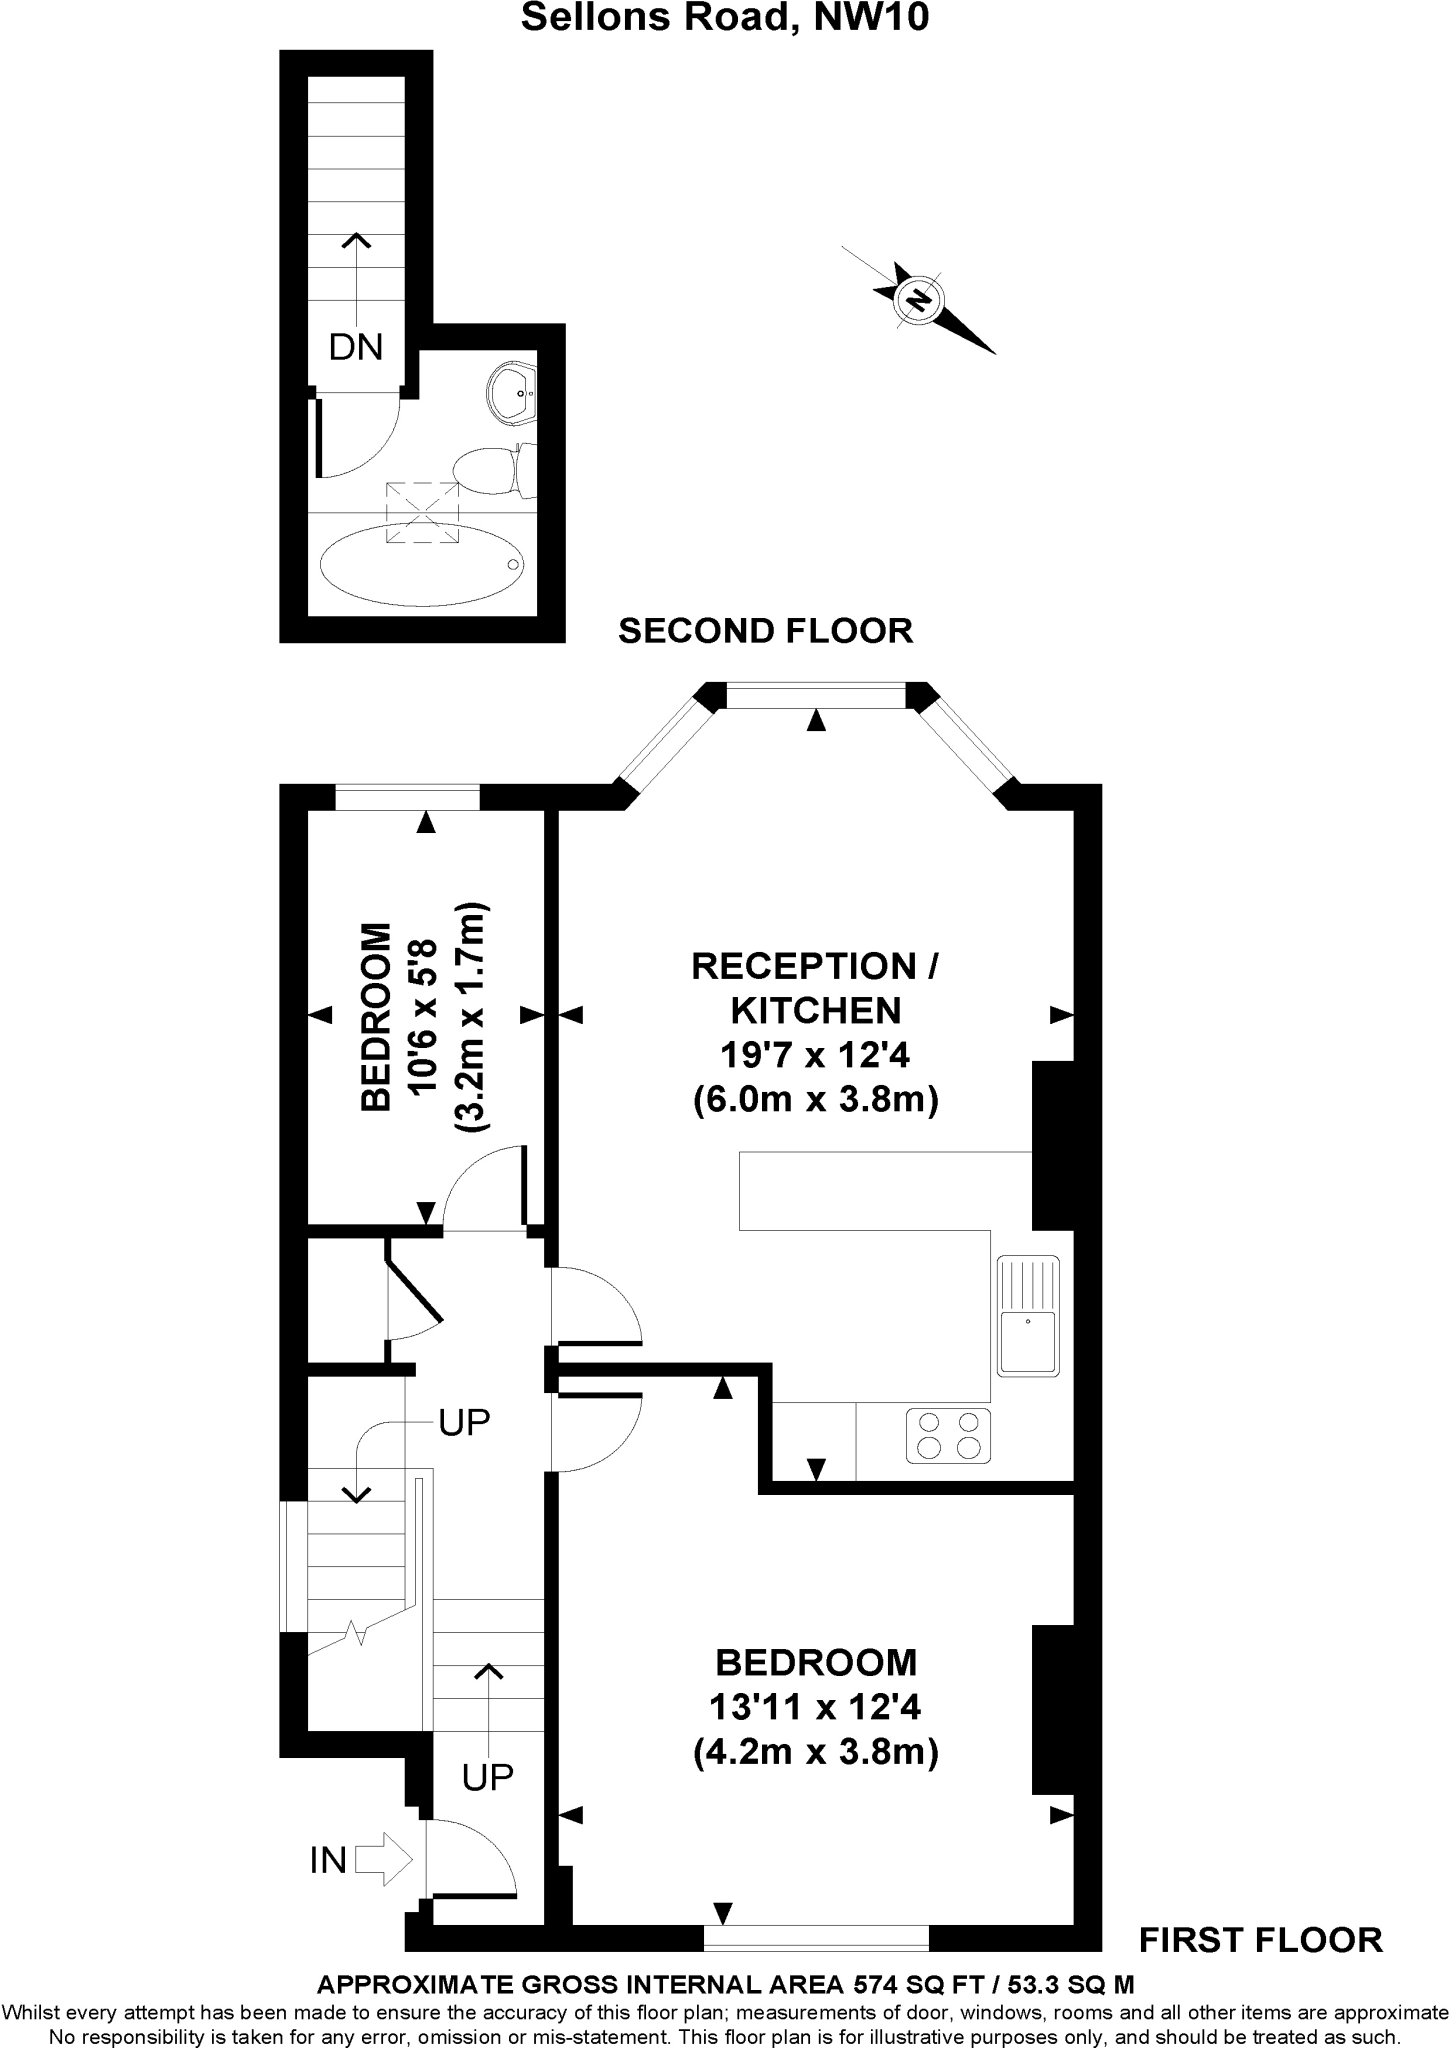 Sellons Road, NW10
N
DN
SECOND FLOOR
BEDROOM
10'6 x 5'8
(3.2m x 1.7m)
RECEPTION /
KITCHEN
19'7 x 12'4
(6.0m x 3.8m)
UP
BEDROOM
13'11 x 12'4
(4.2m x 3.8m)
UP
IN
FIRST FLOOR
APPROXIMATE GROSS INTERNAL AREA 574 SQ FT / 53.3 SQ M
Whilst every attempt has been made to ensure the accuracy of this floor plan; measurements of door, windows, rooms and all other items are approximate
No responsibility is taken for any error, omission or mis-statement. This floor plan is for illustrative purposes only, and should be treated as such.